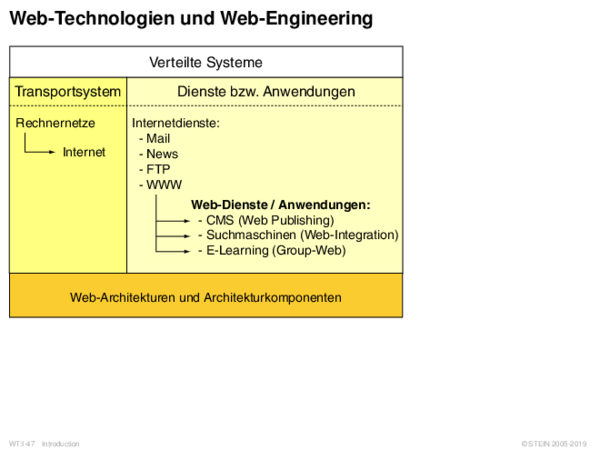 Web-Technologien und Web-Engineering
Verteilte Systeme
Transportsystem
Dienste bzw. Anwendungen
Rechnernetze
Internet
Internetdienste:
- Mail
- News
- FTP
- WWW
Web-Dienste / Anwendungen:
- CMS (Web Publishing)
- Suchmaschinen (Web-Integration)
- E-Learning (Group-Web)
Web-Architekturen und Architekturkomponenten
WT:I-47 Introduction
© STEIN 2005-2019